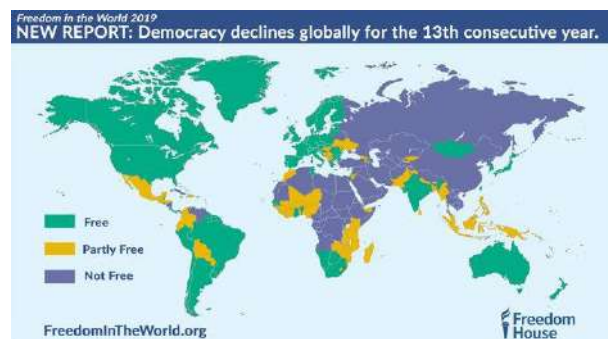 Freedom in the World 2019
NEW REPORT: Democracy declines globally for the 13th consecutive year.
Free
Partly Free
Not Free
FreedomInTheWorld.org
Freedom
House